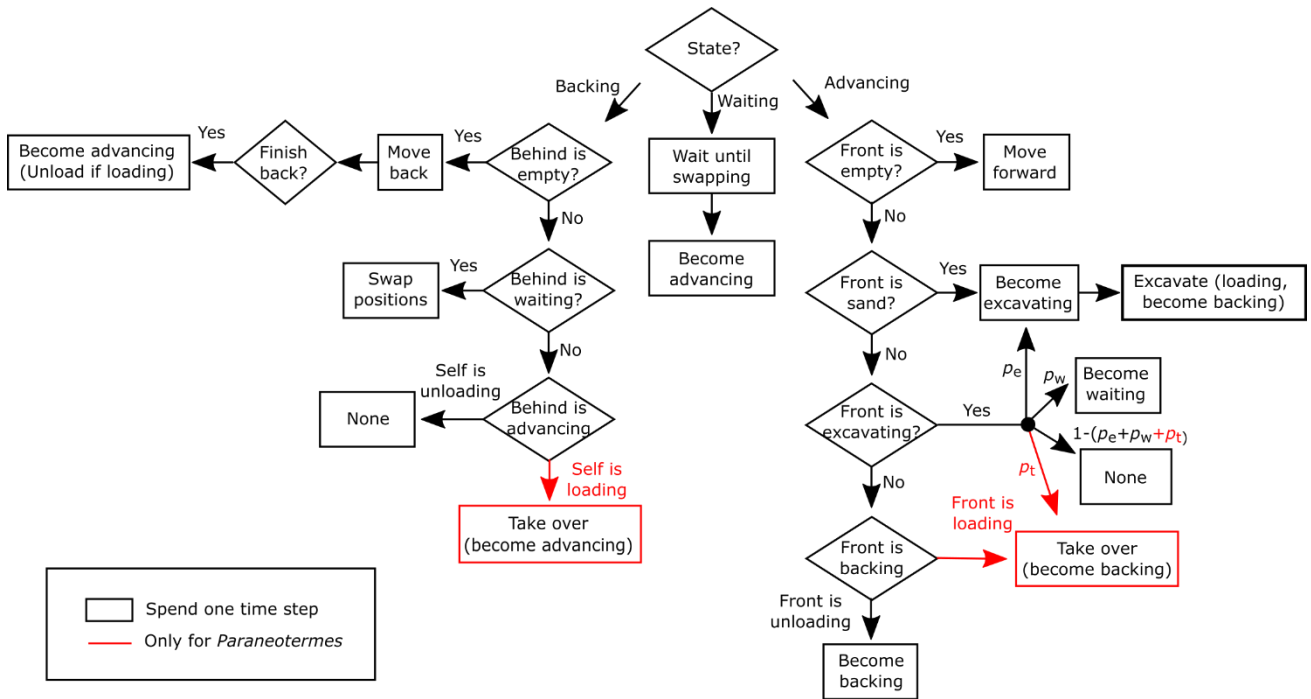 State?
Backing
Waiting
Advancing
Become advancing
(Unload if loading)
Yes
Finish
back?
Move
back
Yes
Behind is
empty?
No
Swap
positions
Yes
Behind is
waiting?
No
Self is
unloading
None
Behind is
advancing
Self is
loading
Take over
(become advancing)
Wait until
swapping
Become
advancing
Front is
empty?
Yes
Move
forward
No
Front is
sand?
Yes
Become
excavating
Excavate (loading,
become backing)
No
Front is
excavating?
Yes
pe
pw
Become
waiting
1-(pe+pw+pt)
None
pt
No
Front is
backing
Front is
loading
Take over
(become backing)
Front is
unloading
Become
backing
Spend one time step
Only for Paraneotermes